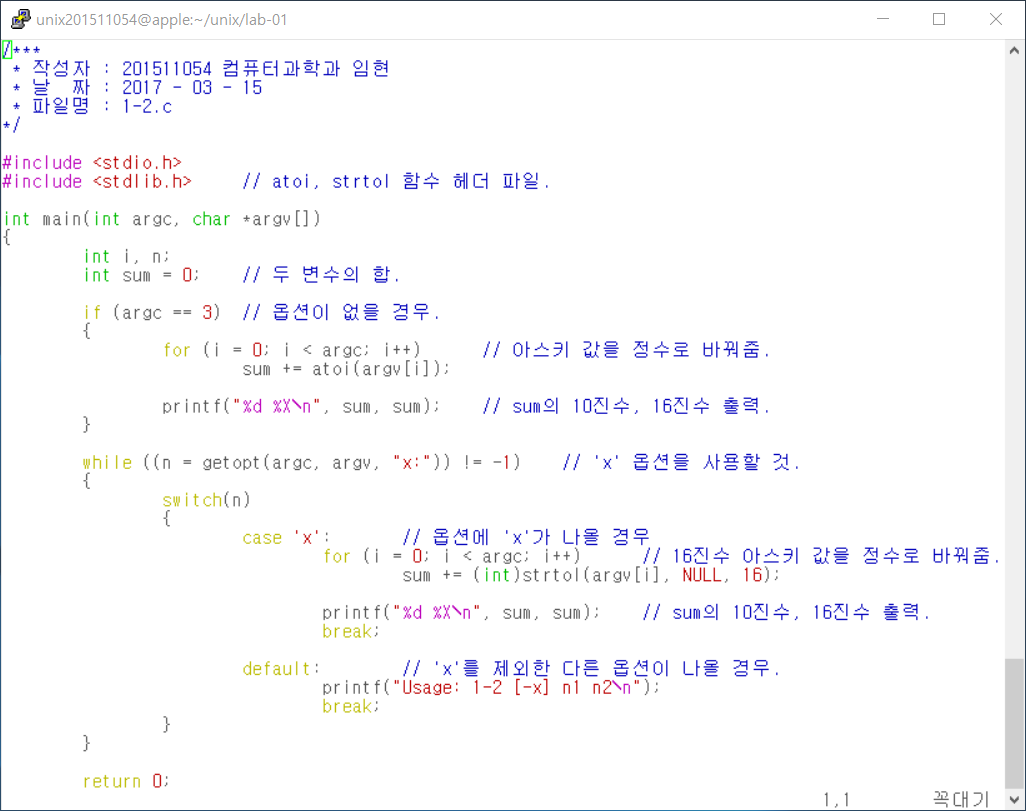 unix201511054@apple:~/unix/lab-01
/***
 * 작성자 : 201511054 컴퓨터과학과 임현
 * 날  짜 : 2017 - 03 - 15
 * 파일명 : 1-2.c
*/
#include <stdio.h>
#include <stdlib.h>     // atoi, strtol 함수 헤더 파일.
int main(int argc, char *argv[])
{
        int i, n;
        int sum = 0;    // 두 변수의 합.
        if (argc == 3)  // 옵션이 없을 경우.
        {
                for (i = 0; i < argc; i++)      // 아스키 값을 정수로 바꿔줌.
                        sum += atoi(argv[i]);
                printf("%d %X\n", sum, sum);    // sum의 10진수, 16진수 출력.
        }
        while ((n = getopt(argc, argv, "x:")) != -1)    // 'x' 옵션을 사용할 것.
        {
                switch(n)
                {
                        case 'x':       // 옵션에 'x'가 나올 경우
                                for (i = 0; i < argc; i++)      // 16진수 아스키 값을 정수로 바꿔줌.
                                        sum += (int)strtol(argv[i], NULL, 16);
                                printf("%d %X\n", sum, sum);    // sum의 10진수, 16진수 출력.
                                break;
                        default:        // 'x'를 제외한 다른 옵션이 나올 경우.
                                printf("Usage: 1-2 [-x] n1 n2\n");
                                break;
                }
        }
        return 0;
1,1 꼭대기